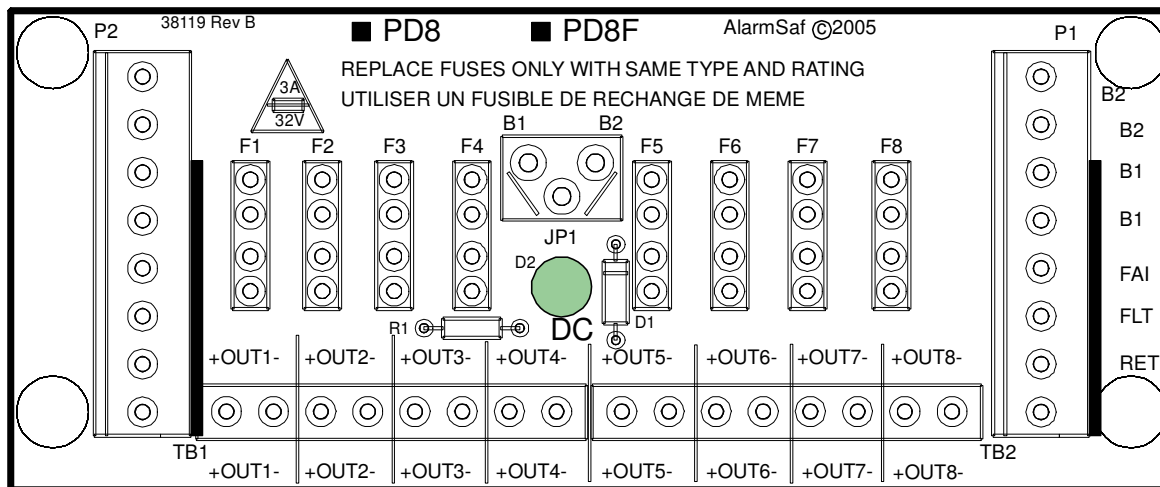 38119 Rev B
PD8
PD8F
AlarmSaf ©2005
P2
P1
REPLACE FUSES ONLY WITH SAME TYPE AND RATING
UTILISER UN FUSIBLE DE RECHANGE DE MEME
3A
32V
B1
B2
B2
B2
F1
F2
F3
F4
F5
F6
F7
F8
B1
B1
JP1
D2
FAI
DC
D1
R1
FLT
+OUT1-
+OUT2-
+OUT3-
+OUT4-
+OUT5-
+OUT6-
+OUT7-
+OUT8-
RET
TB1
TB2
+OUT1-
+OUT2-
+OUT3-
+OUT4-
+OUT5-
+OUT6-
+OUT7-
+OUT8-